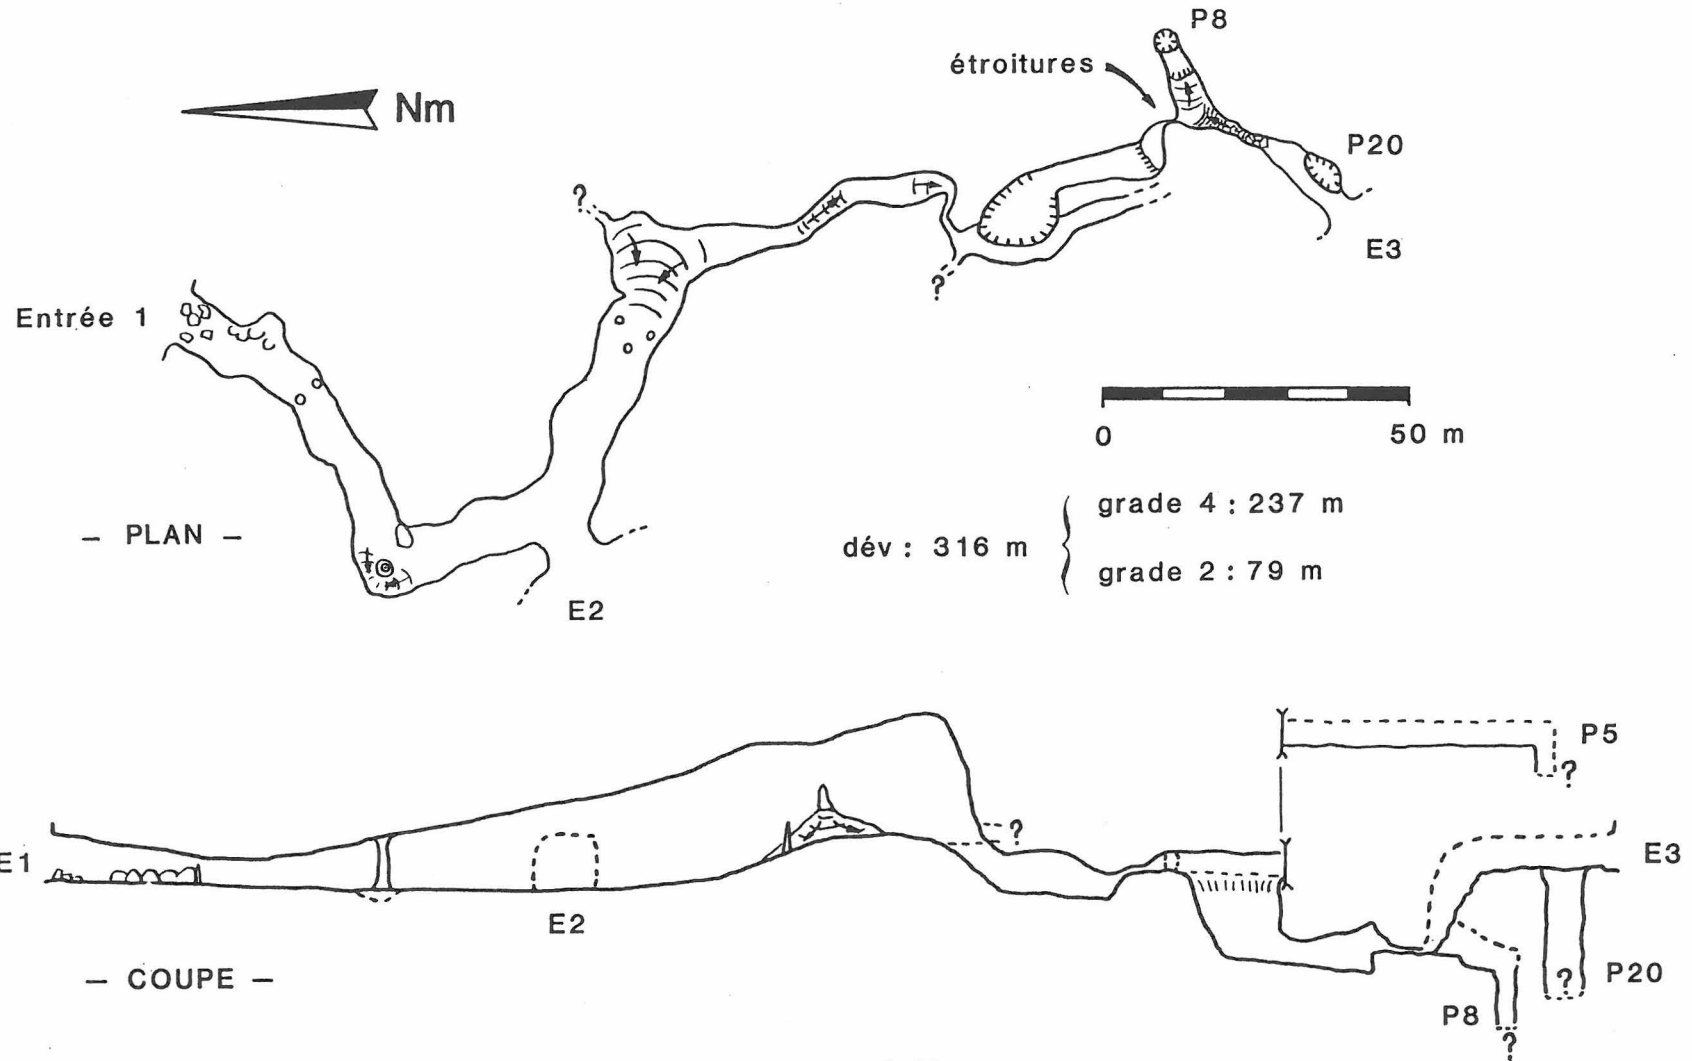 P8
étroitures
Nm
P20
?
E3
?
Entrée 1
0 50 m
grade 4 : 237 m
– PLAN –
dév : 316 m
grade 2 : 79 m
E2
P5
?
?
E1
E3
E2
– COUPE –
?
P20
P8
?